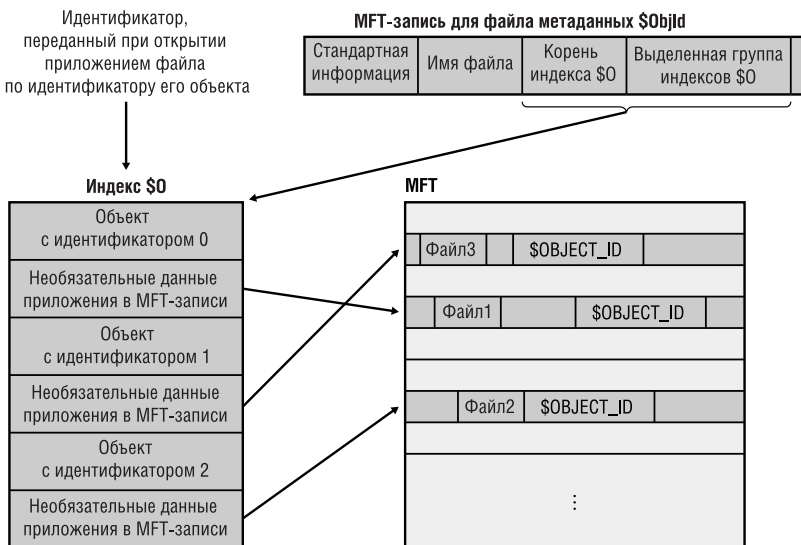 Идентификатор,
переданный при открытии
приложением файла
по идентификатору его объекта
MFT-запись для файла метаданных $ObjId
Стандартная
информация
Имя файла
Корень
индекса $O
Выделенная группа
индексов $O
Индекс $O
Объект
с идентификатором 0
Необязательные данные
приложения в MFT-записи
Объект
с идентификатором 1
Необязательные данные
приложения в MFT-записи
Объект
с идентификатором 2
Необязательные данные
приложения в MFT-записи
MFT
Файл3 $OBJECT_ID
Файл1 $OBJECT_ID
Файл2 $OBJECT_ID
⋮